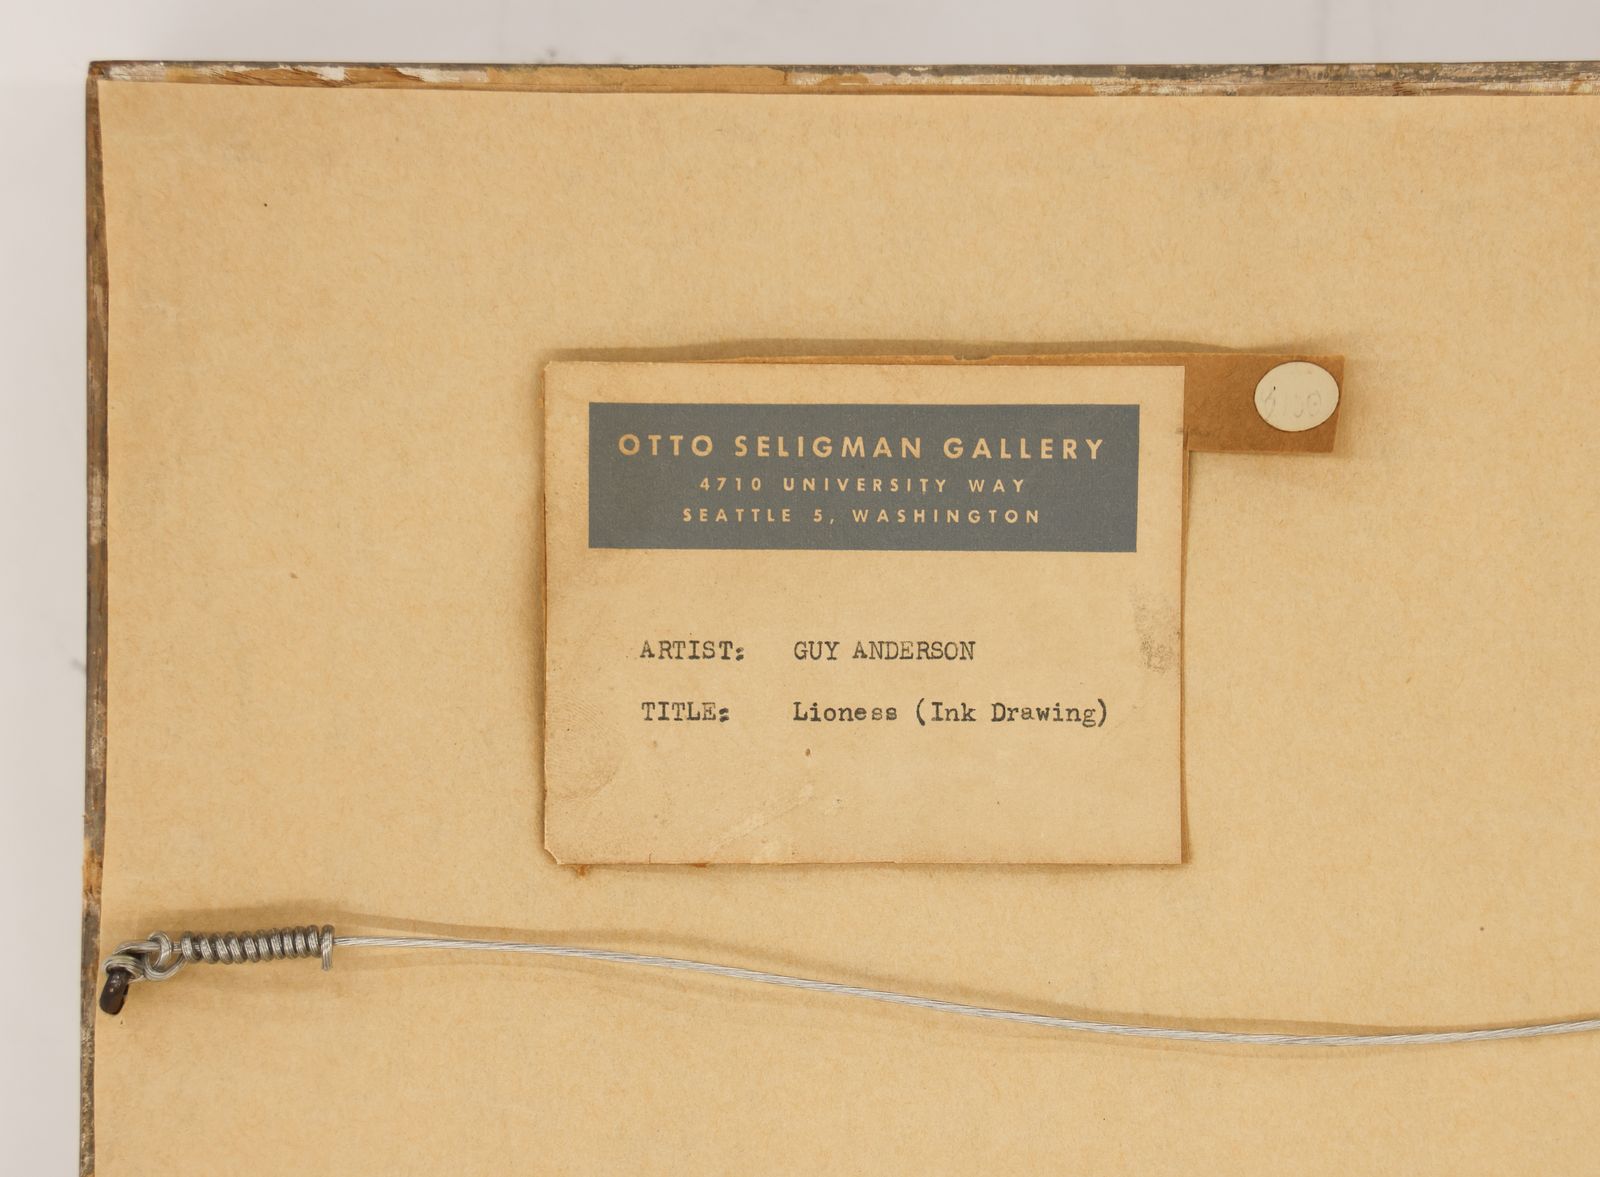 OTTO SELIGMAN GALLERY
4710 UNIVERSITY WAY
SEATTLE 5, WASHINGTON
ARTIST: GUY ANDERSON
TITLE: Lioness (Ink Drawing)